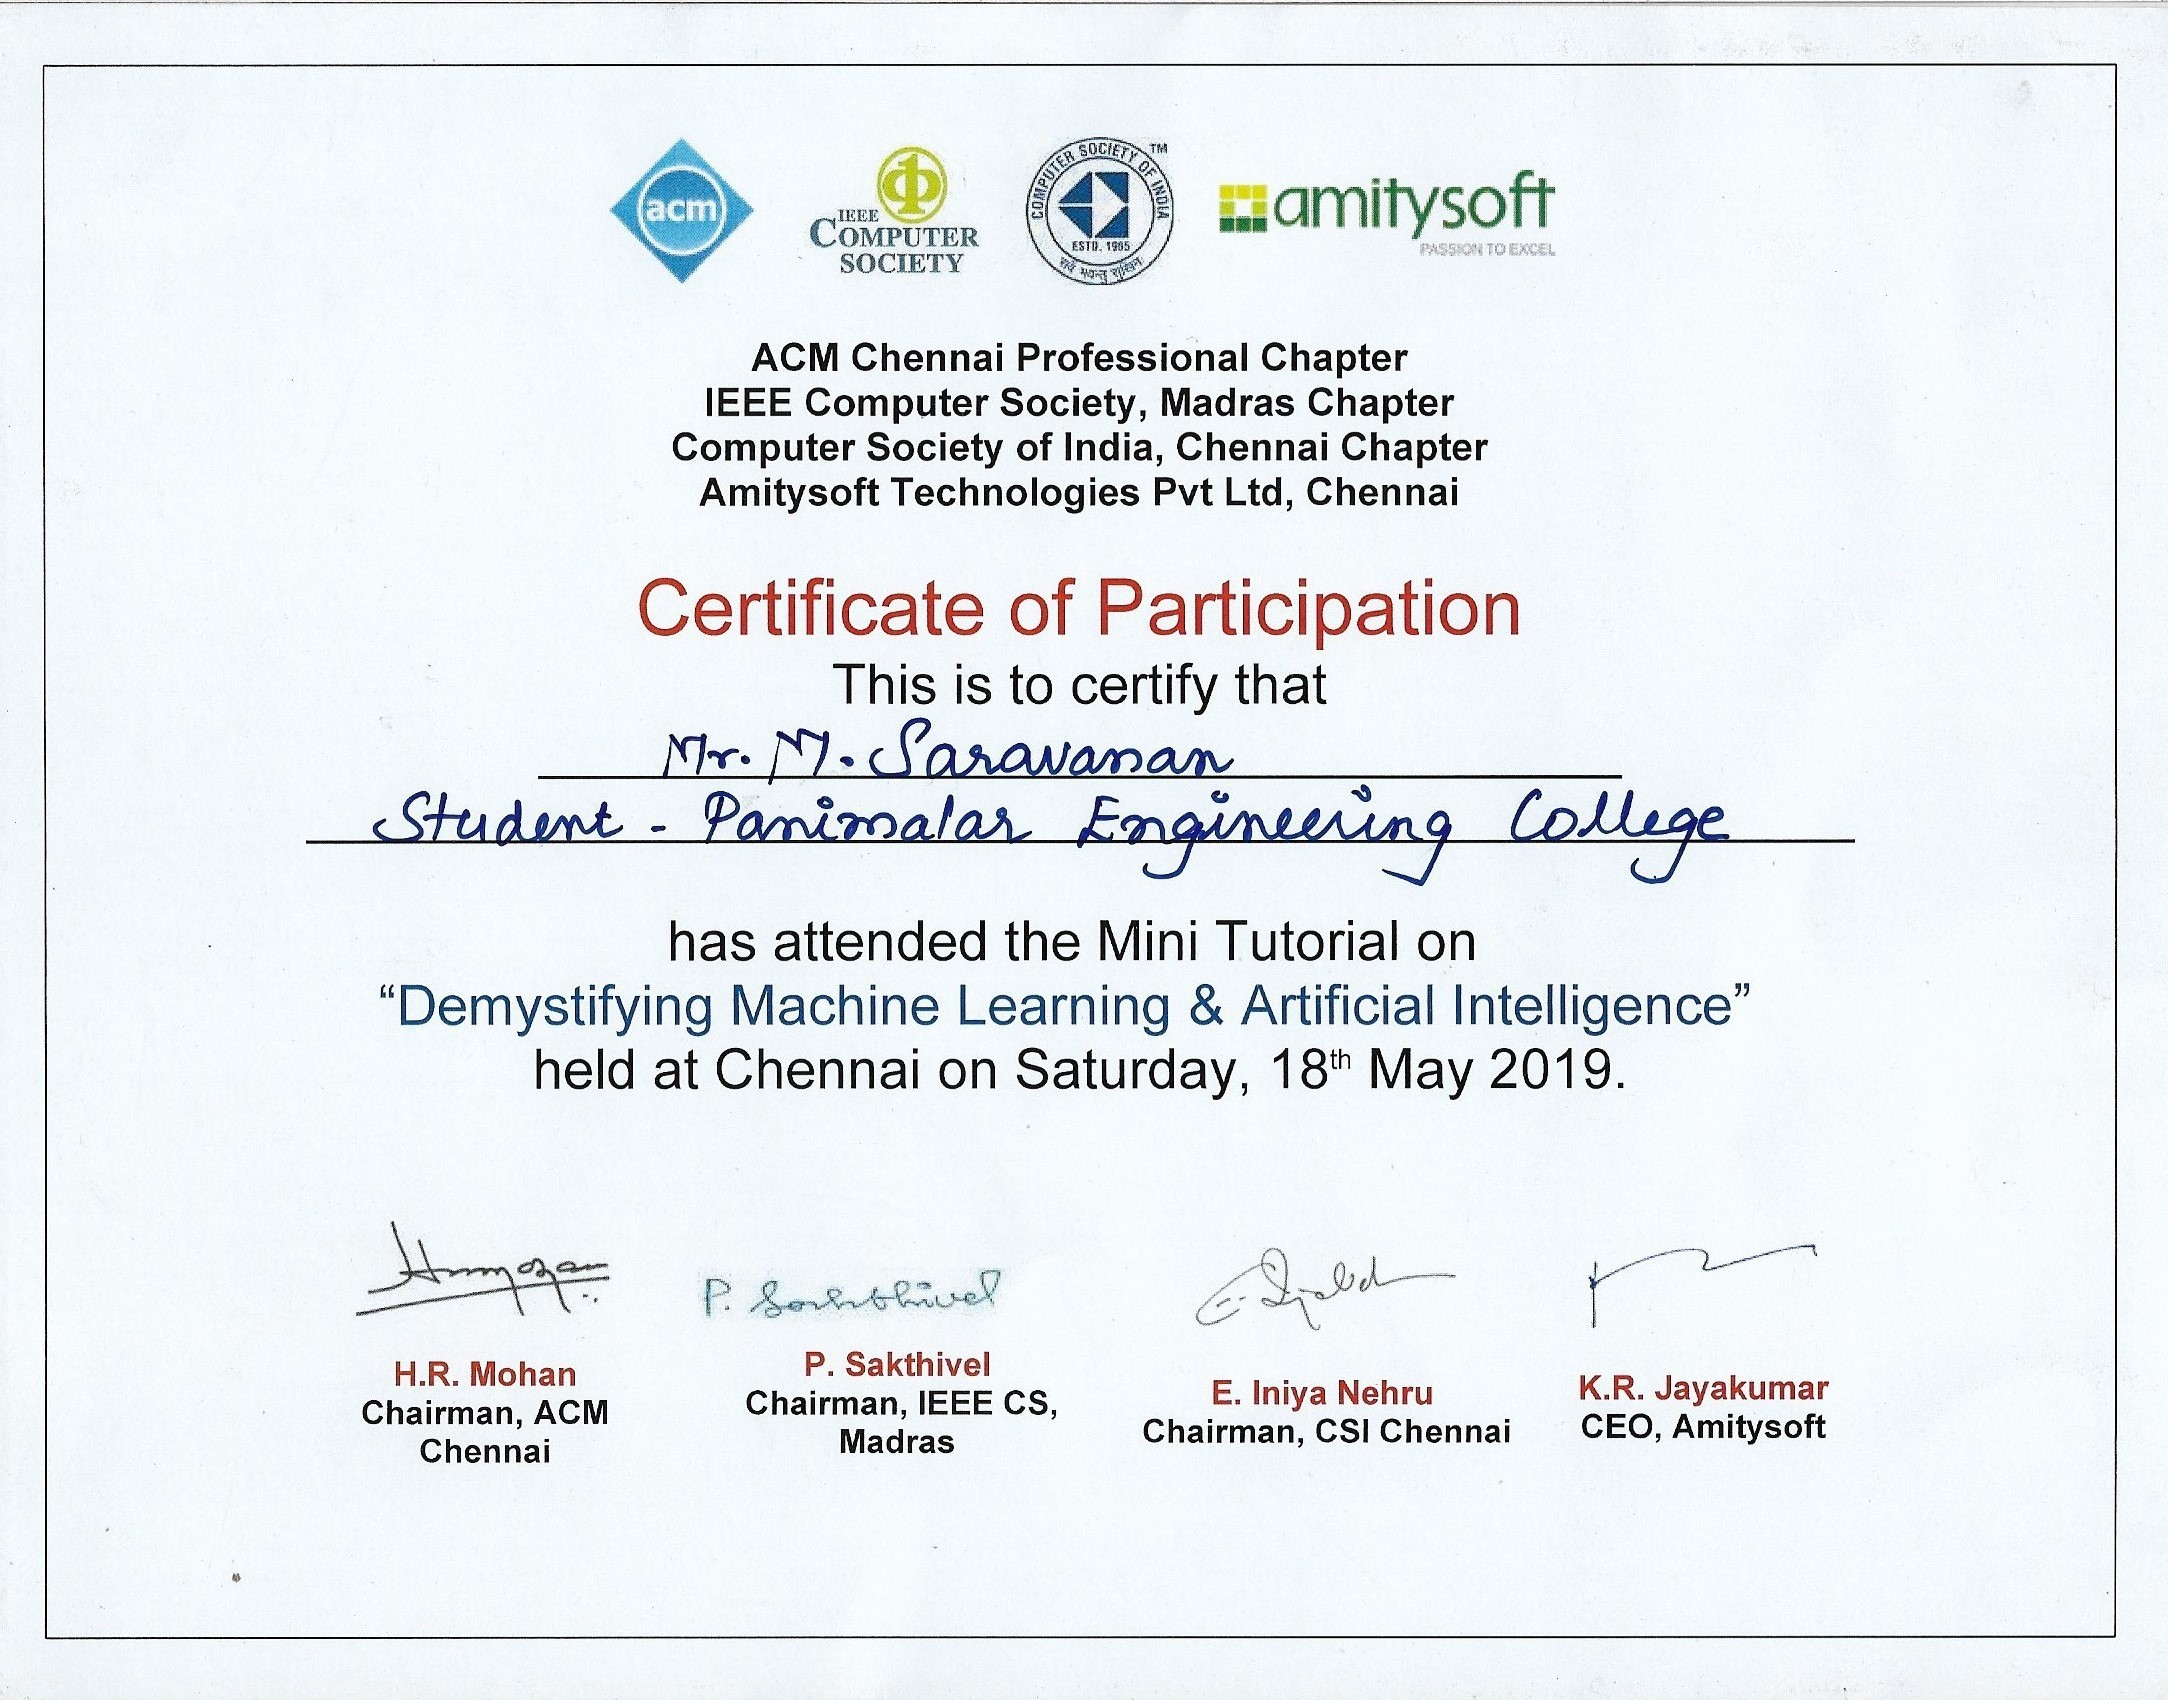 acm
IEEE
COMPUTER
SOCIETY
COMPUTER SOCIETY OF INDIA
TM
ESTD. 1965
सर्वे भवन्तु सुखिनः
amitysoft
PASSION TO EXCEL
ACM Chennai Professional Chapter
IEEE Computer Society, Madras Chapter
Computer Society of India, Chennai Chapter
Amitysoft Technologies Pvt Ltd, Chennai
Certificate of Participation
This is to certify that
Mr. M. Saravanan
Student - Panimalar Engineering College
has attended the Mini Tutorial on
“Demystifying Machine Learning & Artificial Intelligence”
held at Chennai on Saturday, 18th May 2019.
P. Sakthivel
H.R. Mohan
Chairman, ACM
Chennai
P. Sakthivel
Chairman, IEEE CS,
Madras
E. Iniya Nehru
Chairman, CSI Chennai
K.R. Jayakumar
CEO, Amitysoft